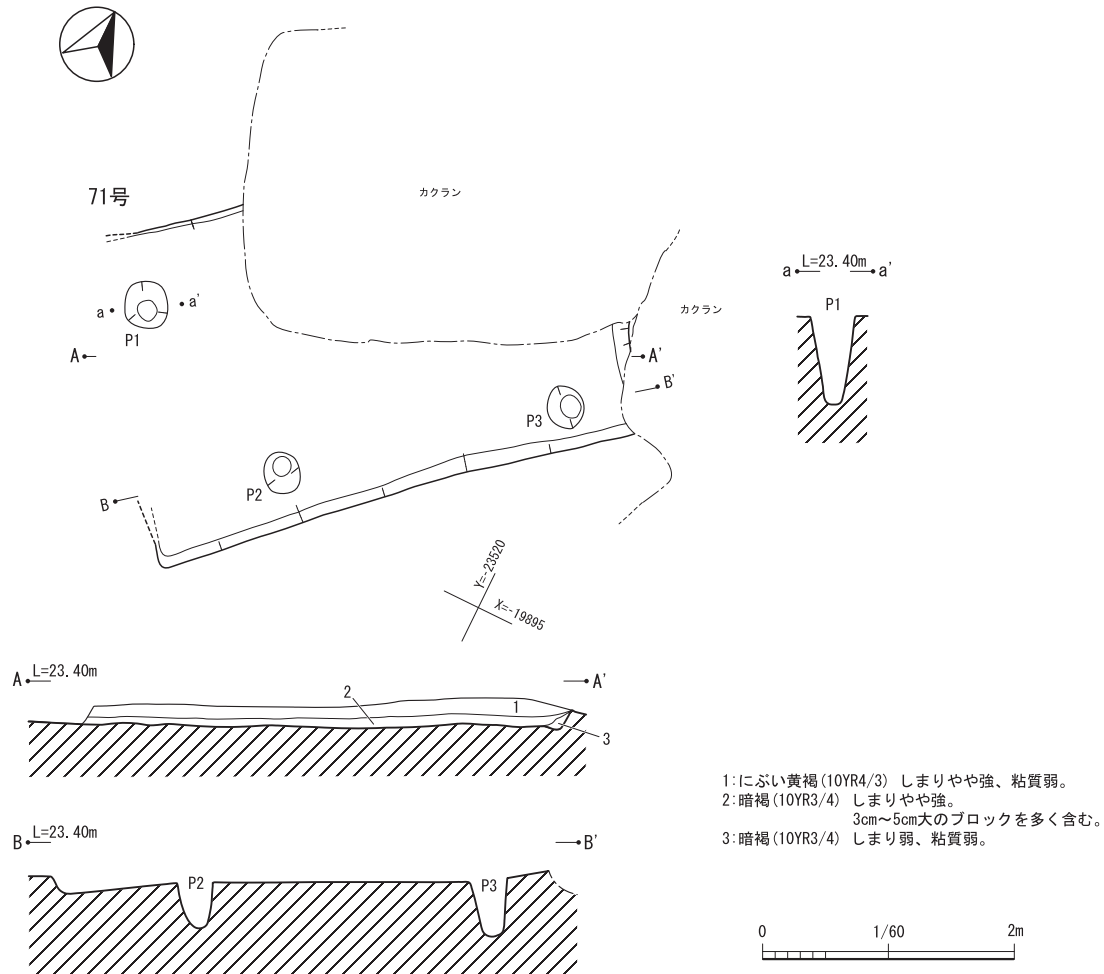 71号
カクラン
カクラン
a L=23.40m a'
P1
a a'
P1
A A'
B'
P3
P2
B
Y=-23520
X=-19895
A L=23.40m A'
2
1
3
B L=23.40m B'
P2 P3
1:にぶい黄褐(10YR4/3) しまりやや強、粘質弱。
2:暗褐(10YR3/4) しまりやや強。
3cm〜5cm大のブロックを多く含む。
3:暗褐(10YR3/4) しまり弱、粘質弱。
0 1/60 2m